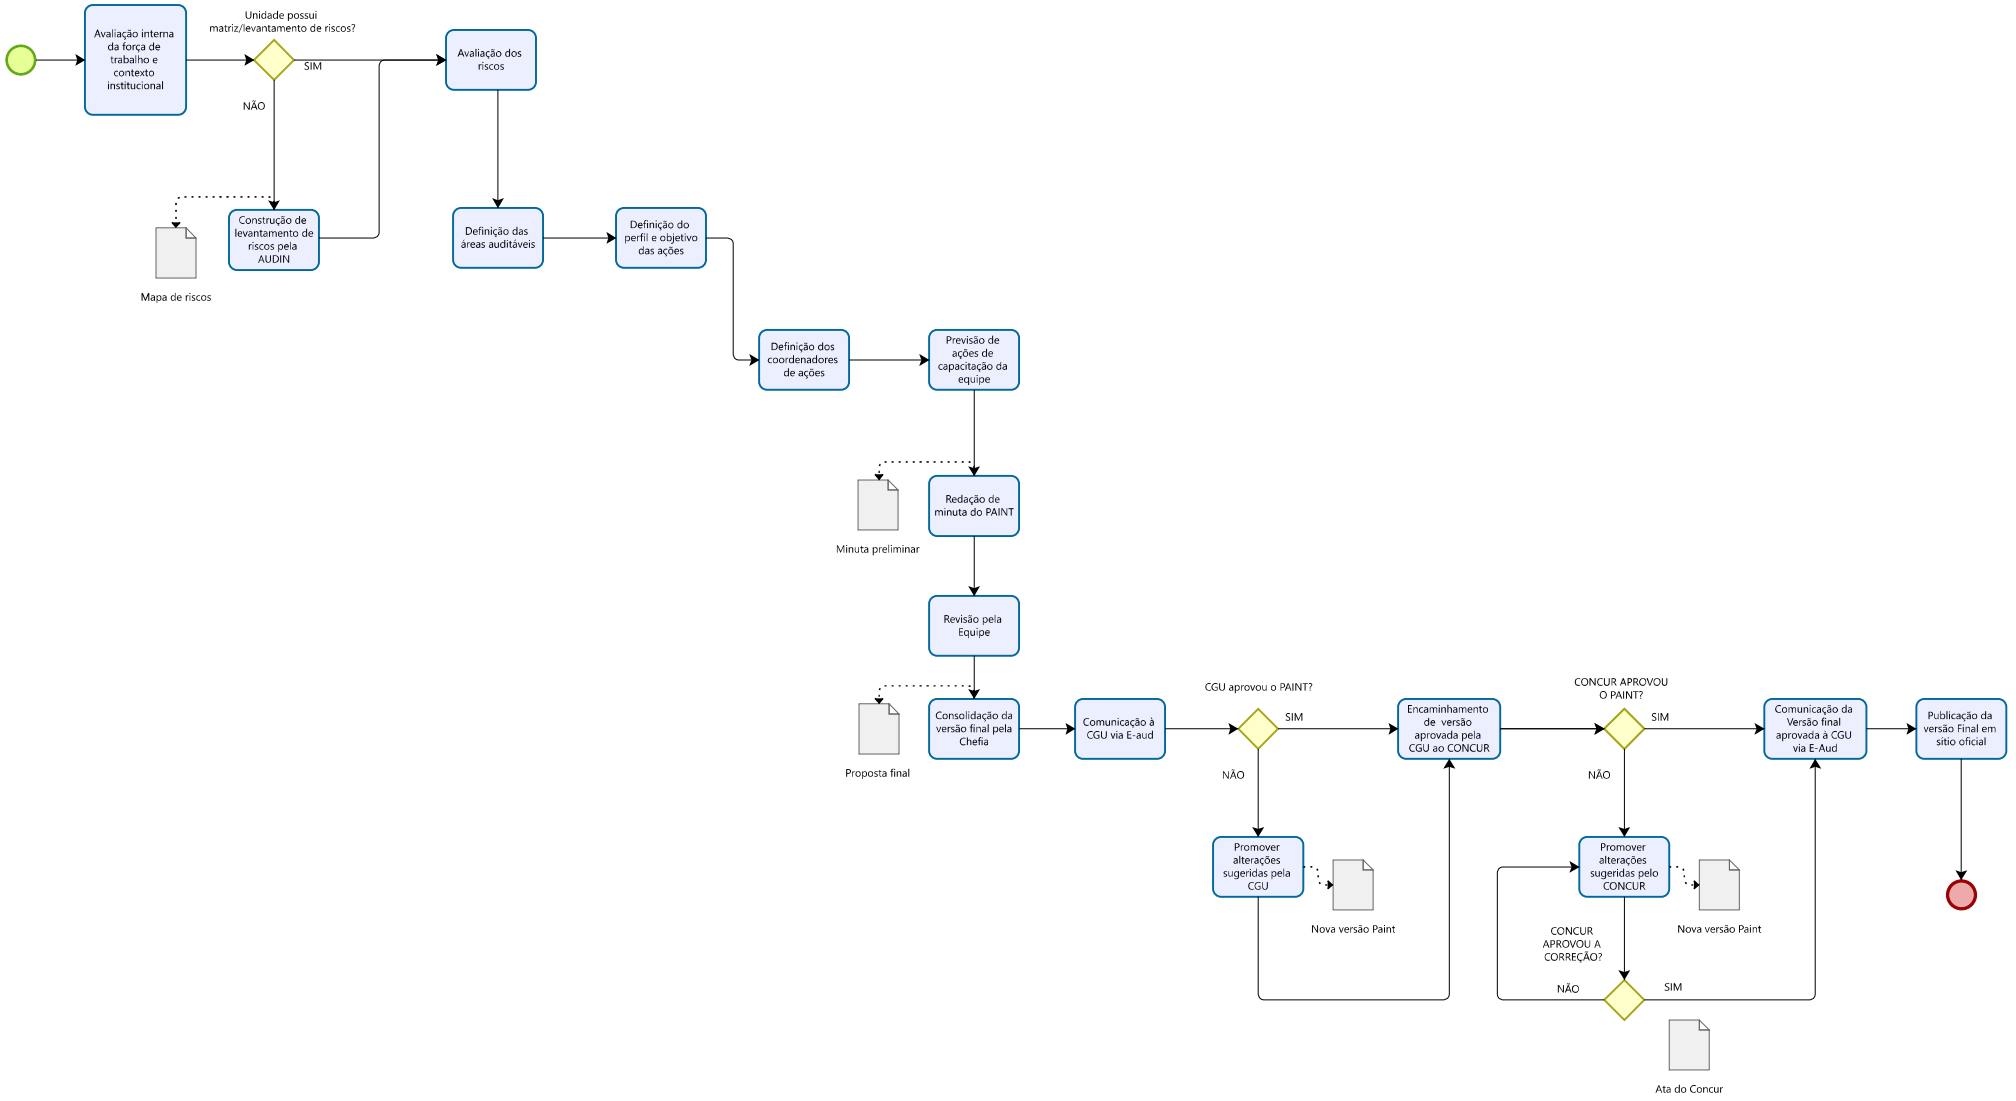 Avaliação interna
da força de
trabalho e
contexto
institucional
Unidade possui
matriz/levantamento de riscos?
SIM
NÃO
Avaliação dos
riscos
Construção de
levantamento de
riscos pela
AUDIN
Mapa de riscos
Definição das
áreas auditáveis
Definição do
perfil e objetivo
das ações
Definição dos
coordenadores
de ações
Previsão de
ações de
capacitação da
equipe
Redação de
minuta do PAINT
Minuta preliminar
Revisão pela
Equipe
Consolidação da
versão final pela
Chefia
Proposta final
Comunicação à
CGU via E-aud
CGU aprovou o PAINT?
SIM
NÃO
Encaminhamento
de versão
aprovada pela
CGU ao CONCUR
CONCUR APROVOU
O PAINT?
SIM
NÃO
Comunicação da
Versão final
aprovada à CGU
via E-Aud
Publicação da
versão Final em
sítio oficial
Promover
alterações
sugeridas pela
CGU
Nova versão Paint
Promover
alterações
sugeridas pelo
CONCUR
Nova versão Paint
CONCUR
APROVOU A
CORREÇÃO?
NÃO
SIM
Ata do Concur